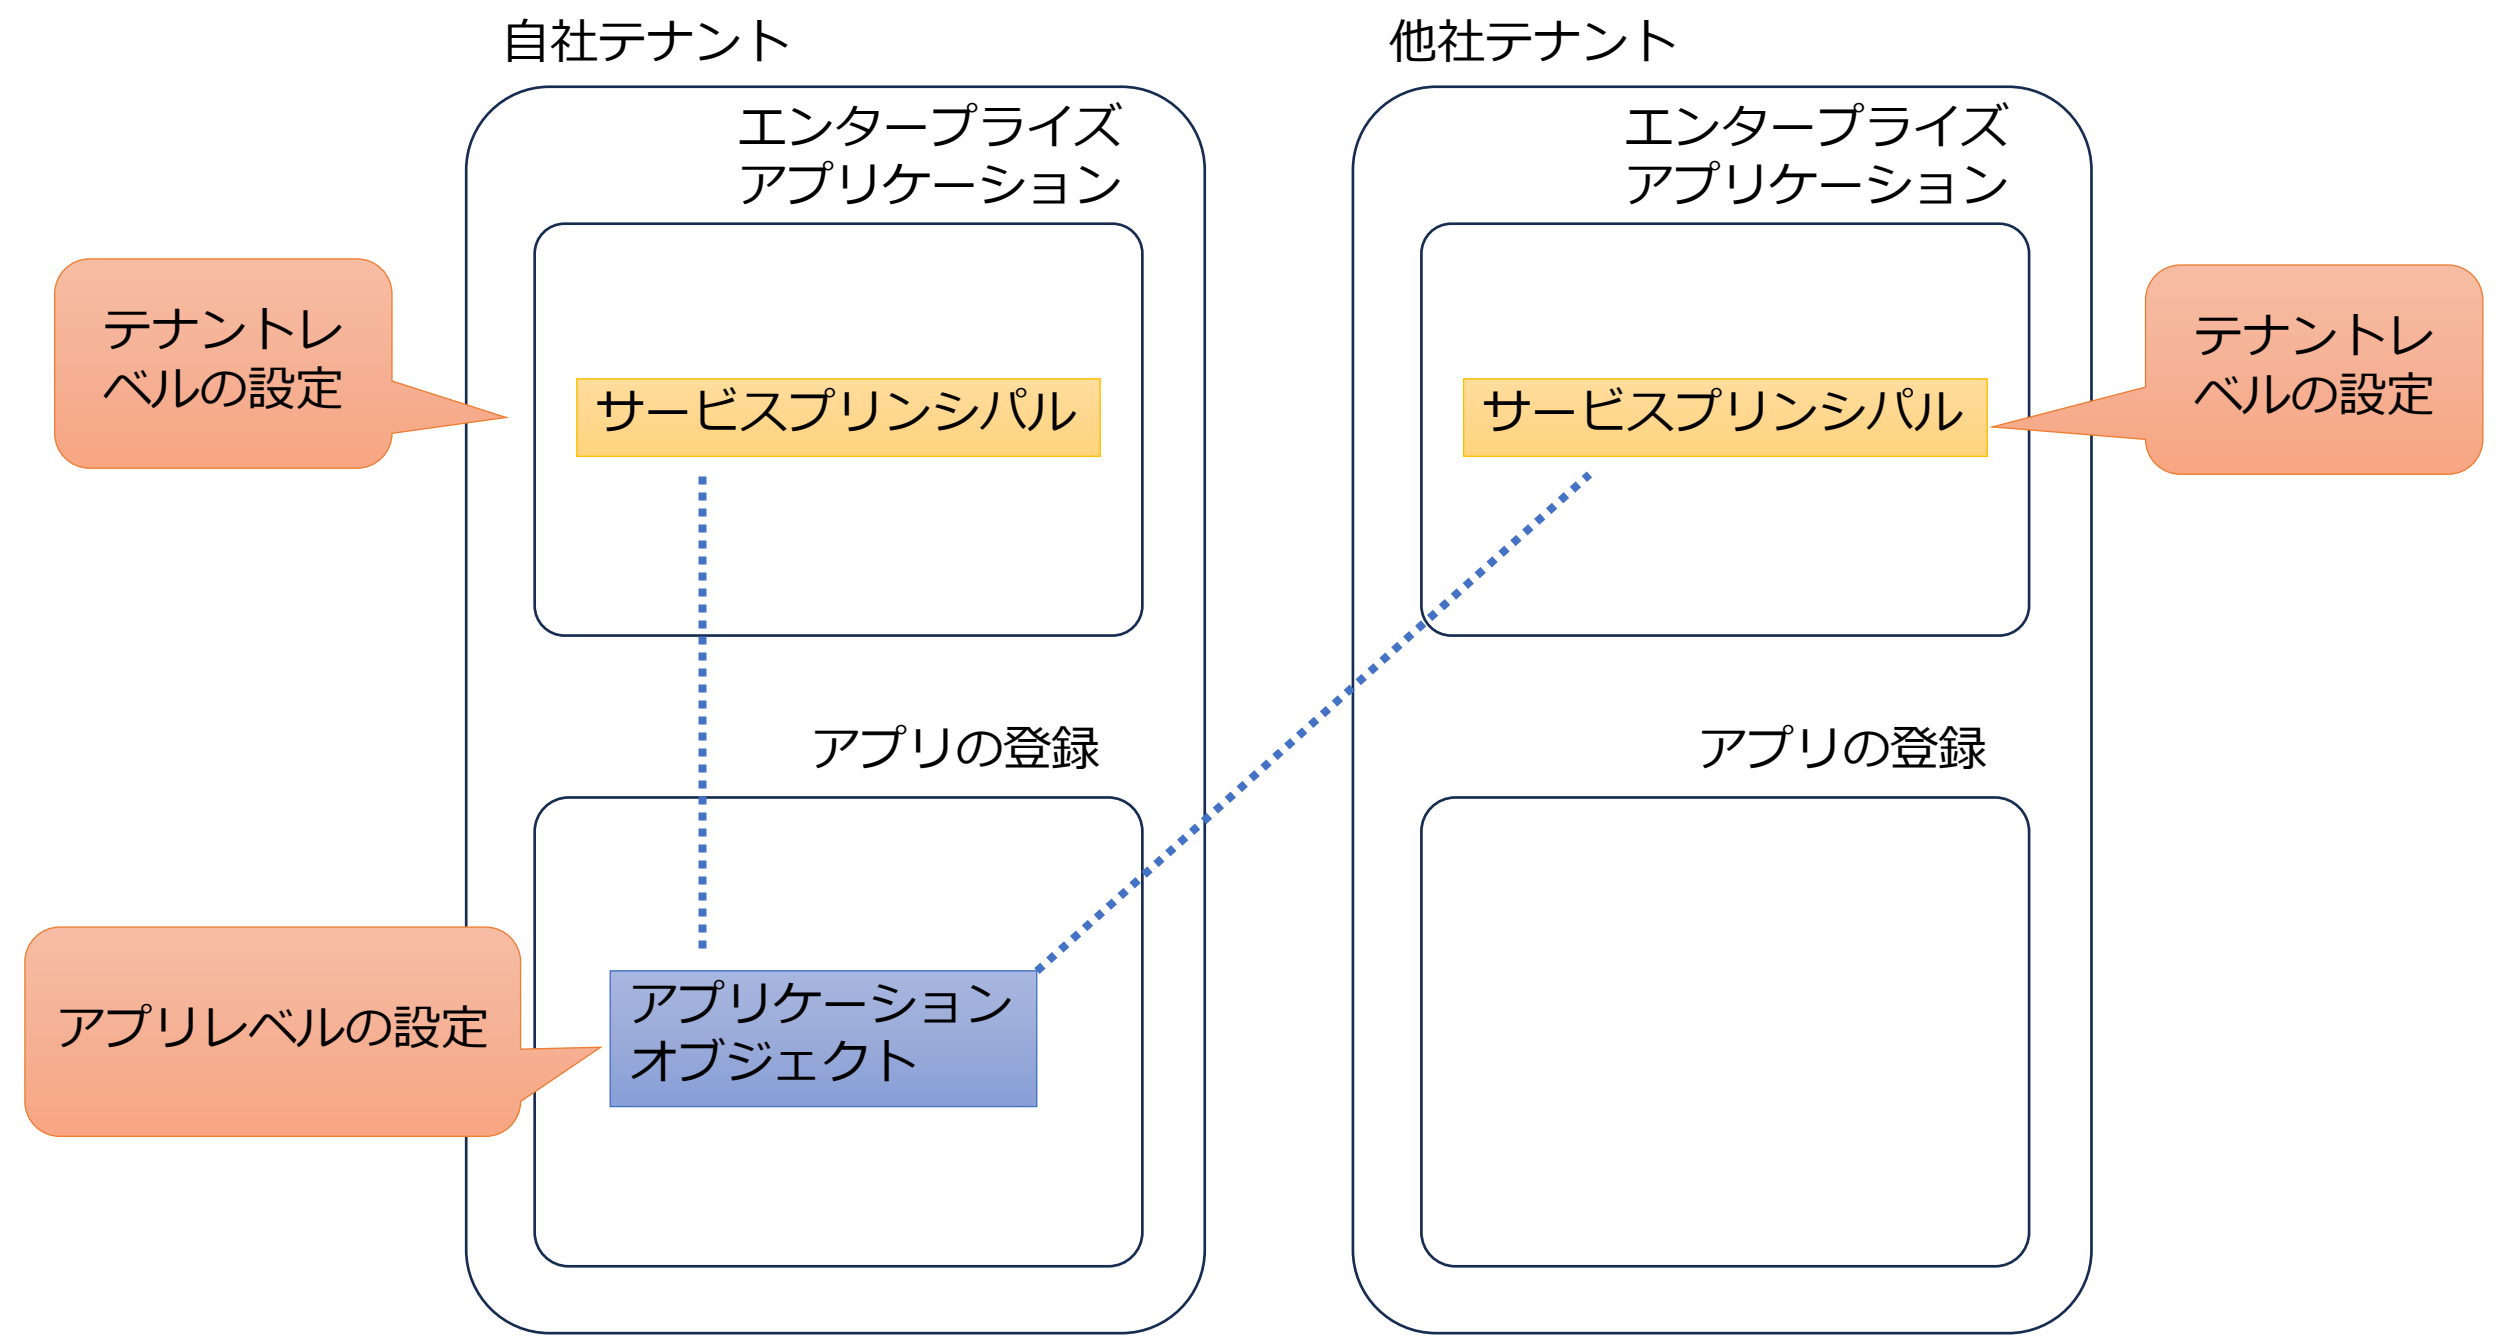 自社テナント
エンタープライズ
アプリケーション
テナントレ
ベルの設定
サービスプリンシパル
アプリの登録
アプリレベルの設定
アプリケーション
オブジェクト
他社テナント
エンタープライズ
アプリケーション
サービスプリンシパル
テナントレ
ベルの設定
アプリの登録